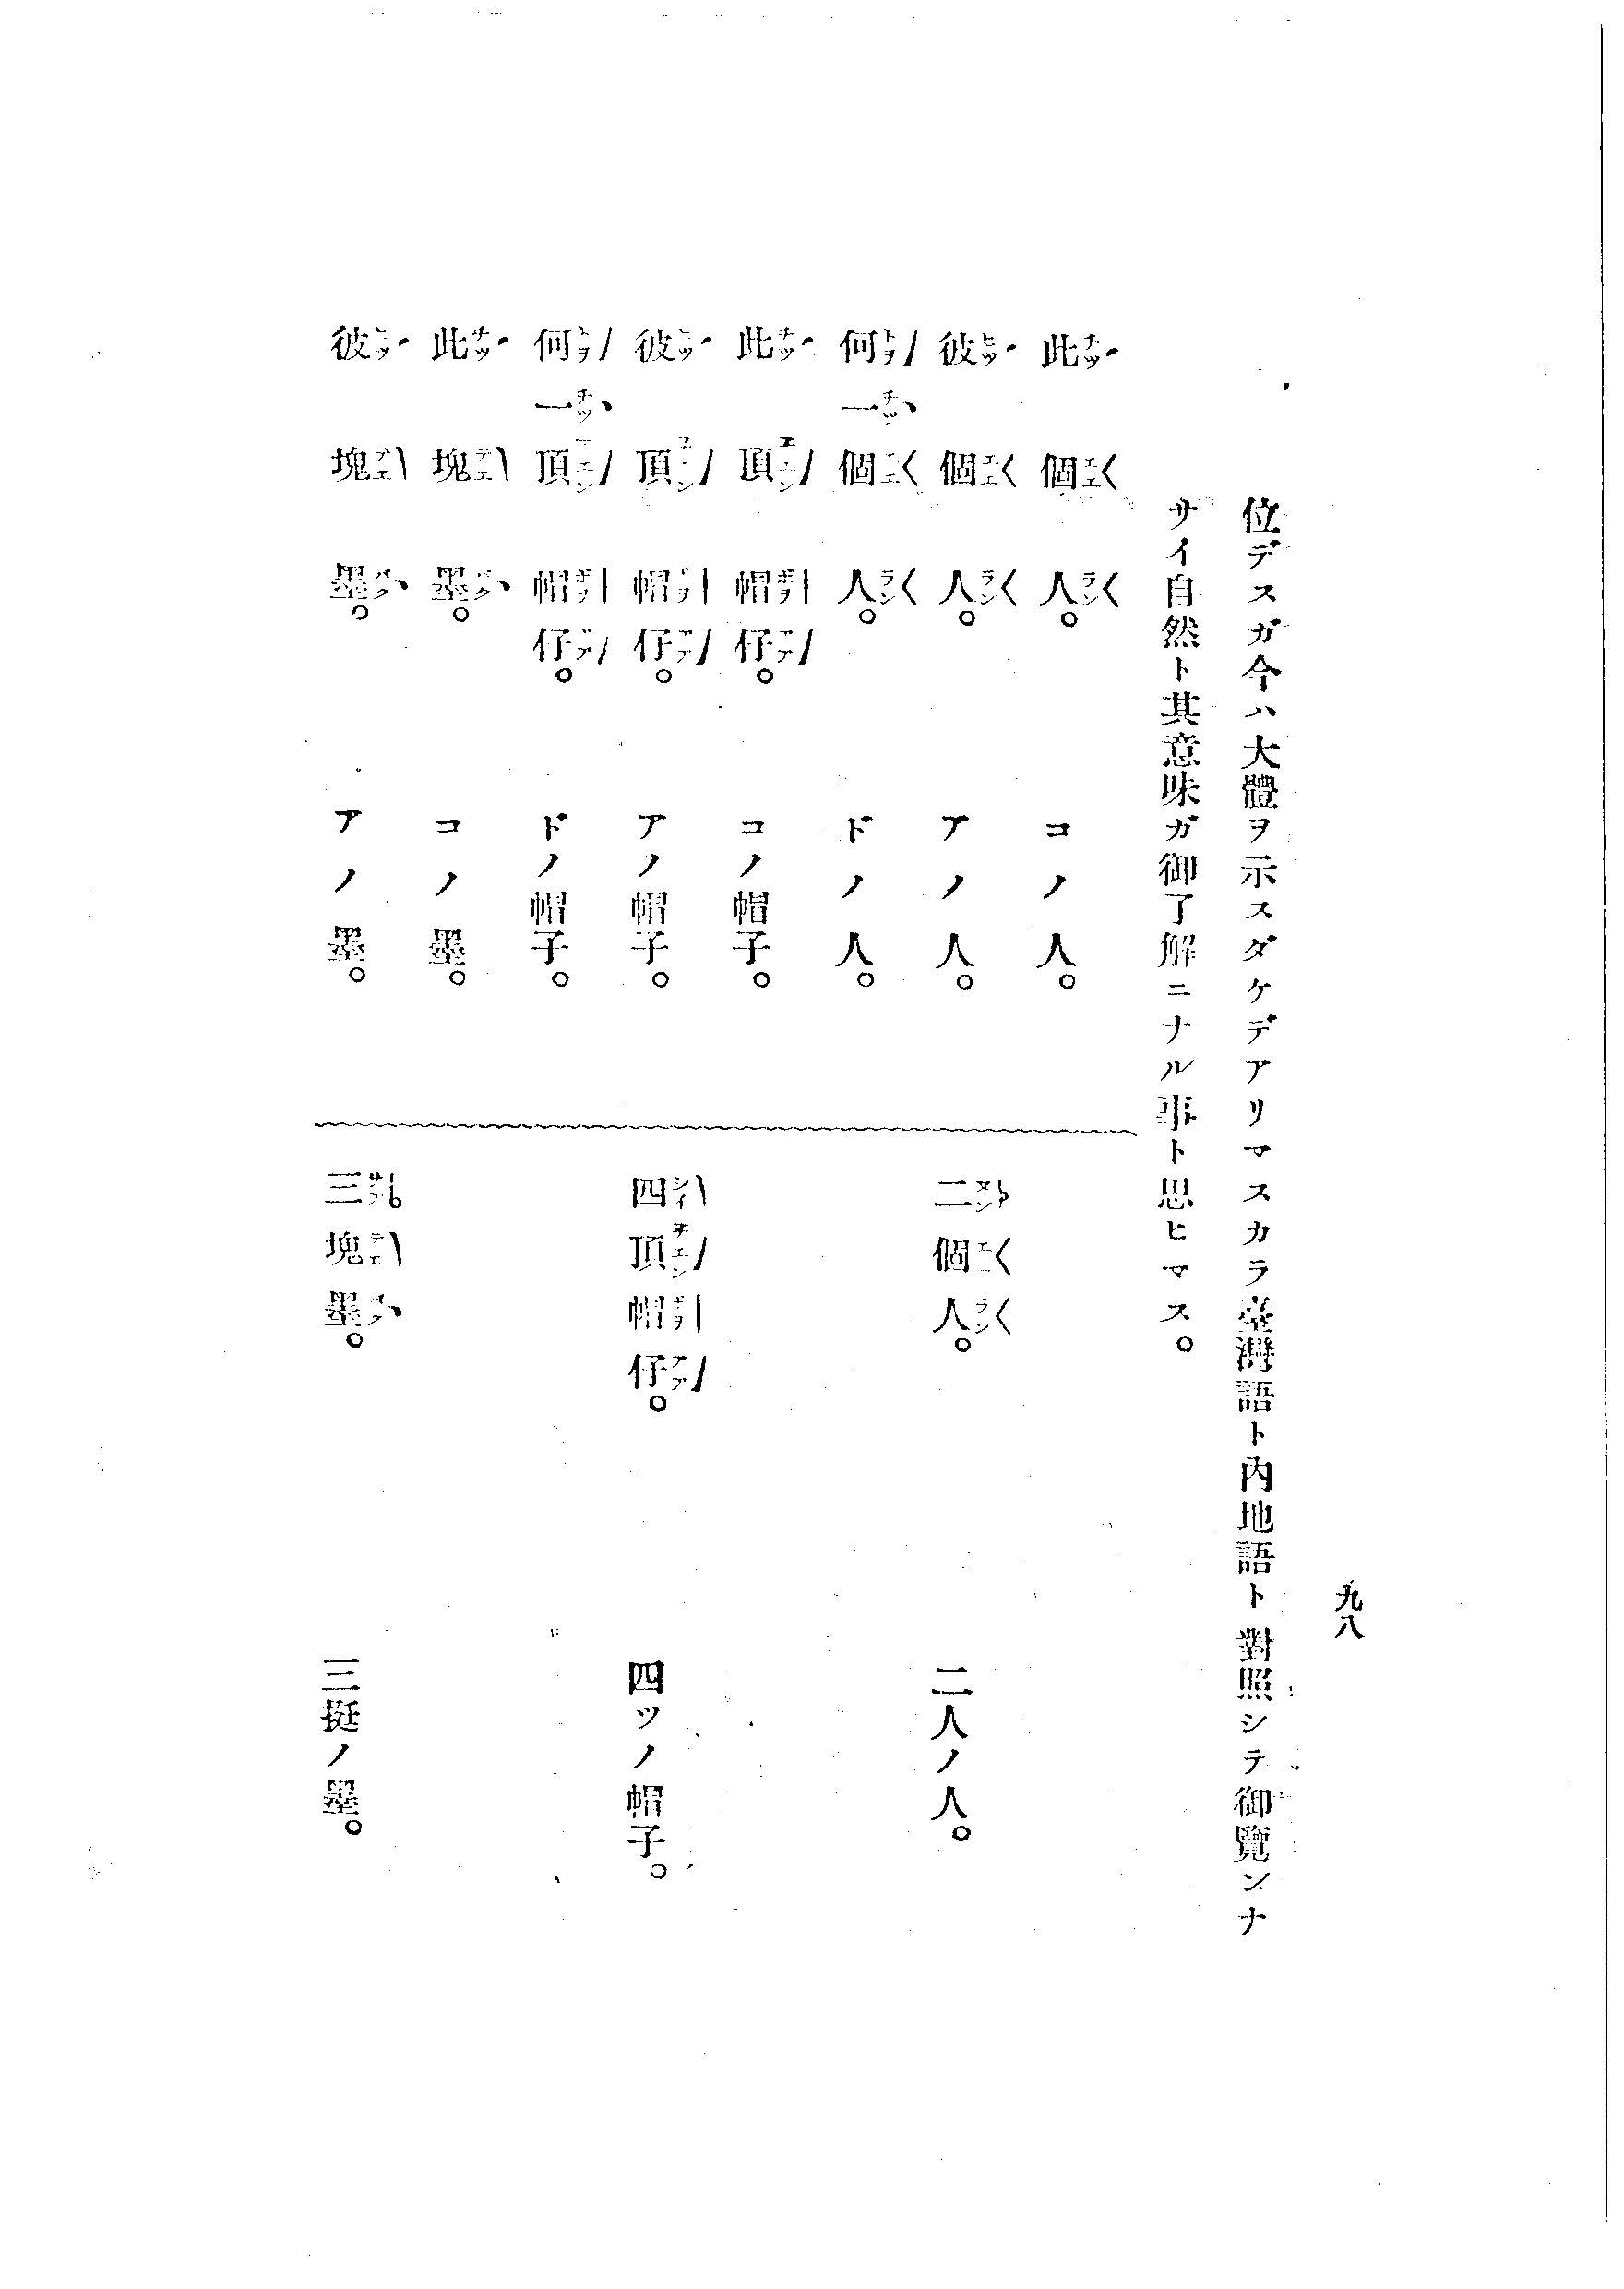 九八
位デスガ今ハ大體ヲ示スダケデアリマスカラ臺灣語ト內地語ト對照シテ御覽ンナ
サイ自然ト其意味ガ御了解ニナル事ト思ヒマス。
此個人。 コノ人。
彼個人。 アノ人。
何一個人。 ドノ人。
此頂帽仔。 コノ帽子。
彼頂帽仔。 アノ帽子。
何一頂帽仔。 ドノ帽子。
此塊墨。 コノ墨。
彼塊墨。 アノ墨。
二個人。 二人ノ人。
四頂帽仔。 四ツノ帽子。
三塊墨。 三挺ノ墨。